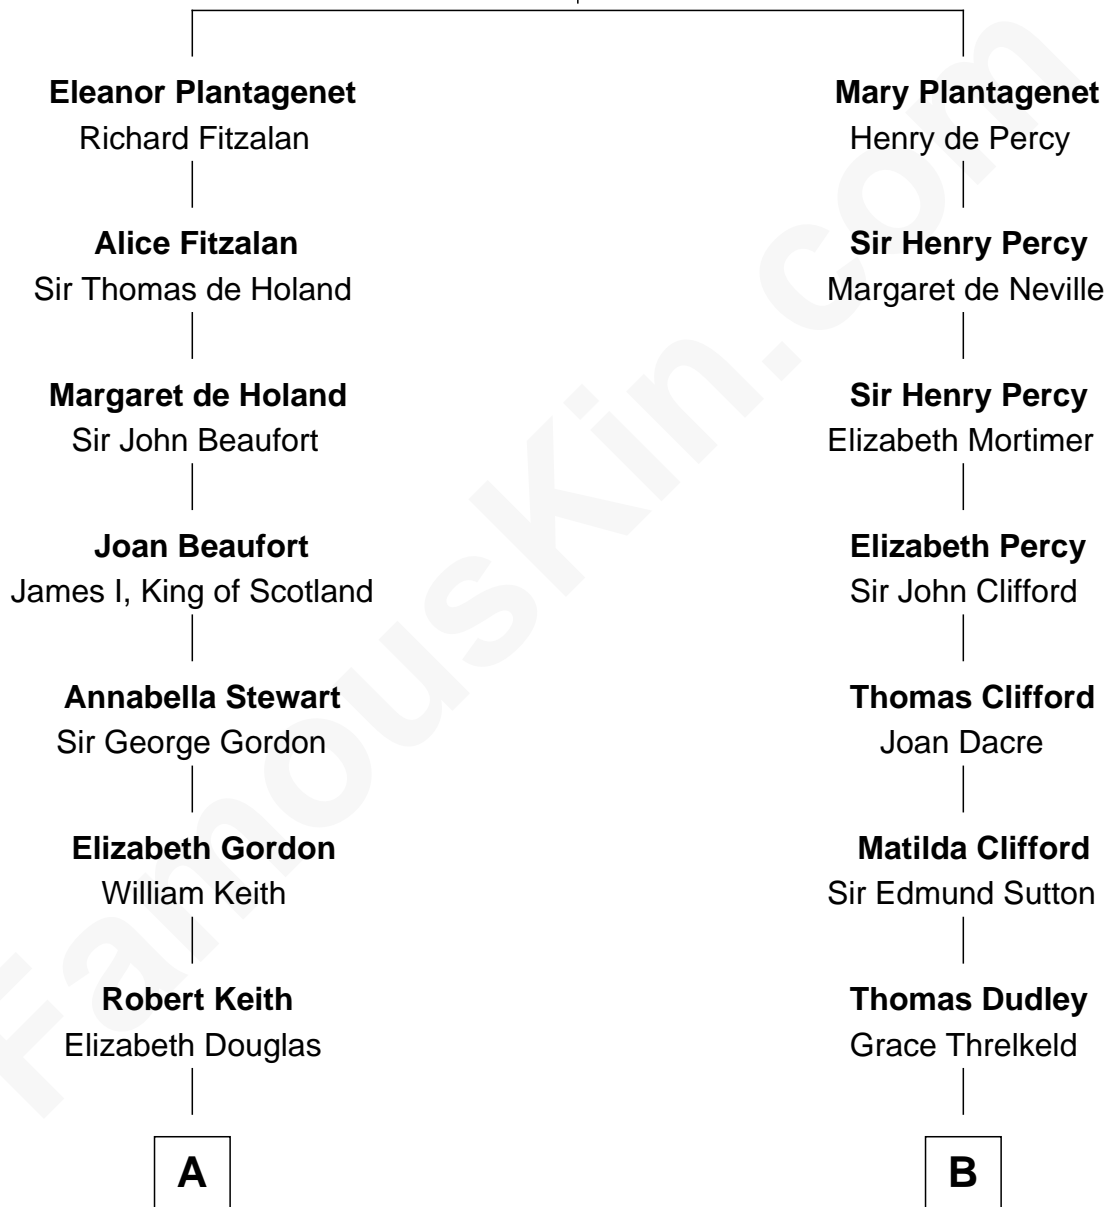 Eleanor Plantagenet
Richard Fitzalan
Alice Fitzalan
Sir Thomas de Holand
Margaret de Holand
Sir John Beaufort
Joan Beaufort
James I, King of Scotland
Annabella Stewart
Sir George Gordon
Elizabeth Gordon
William Keith
Robert Keith
Elizabeth Douglas
A
Mary Plantagenet
Henry de Percy
Sir Henry Percy
Margaret de Neville
Sir Henry Percy
Elizabeth Mortimer
Elizabeth Percy
Sir John Clifford
Thomas Clifford
Joan Dacre
Matilda Clifford
Sir Edmund Sutton
Thomas Dudley
Grace Threlkeld
B
FamousKin.com